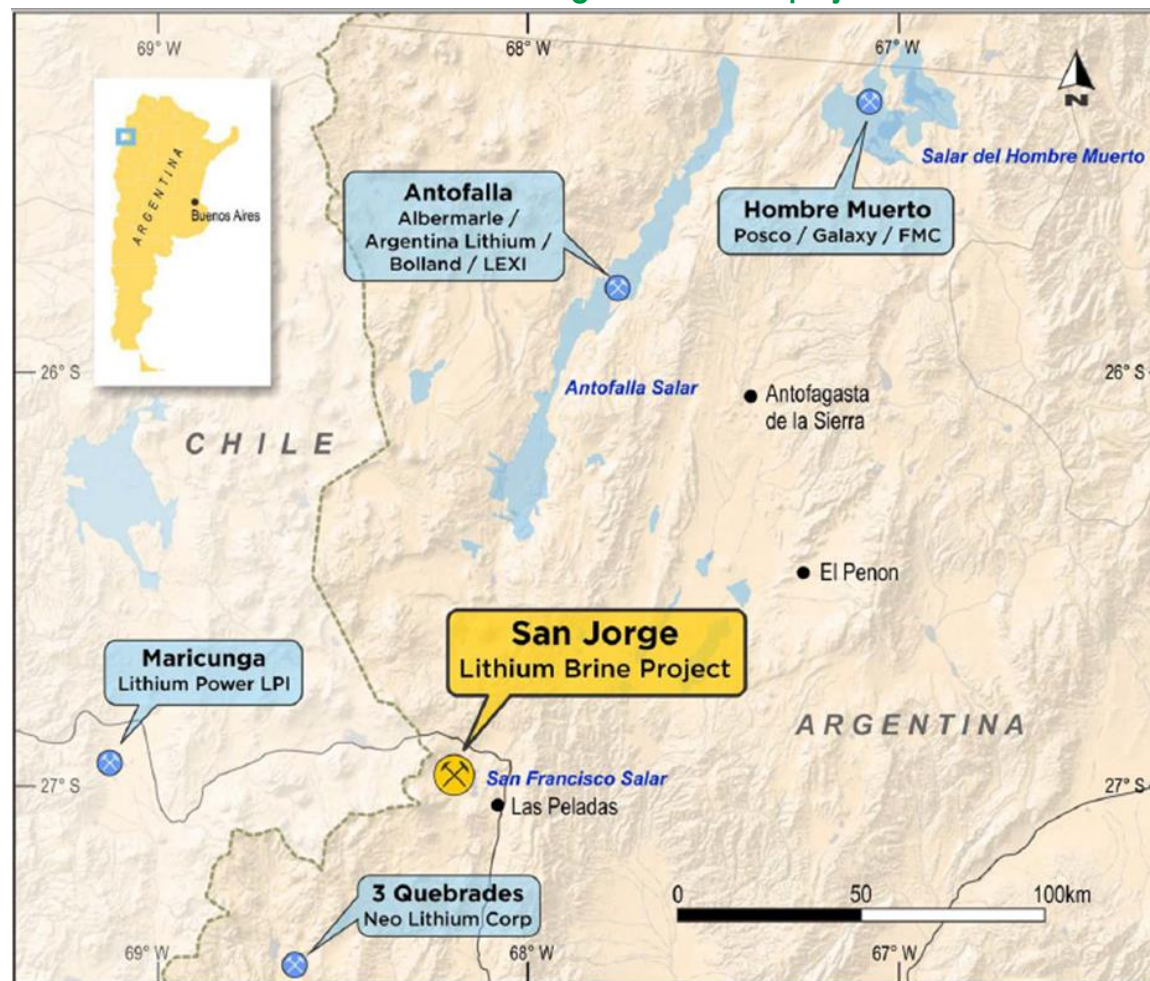 69° W
68° W
67° W
N
ARGENTINA
Buenos Aires
Antofalla
Albermarle /
Argentina Lithium /
Bolland / LEXI
Salar del Hombre Muerto
Hombre Muerto
Posco / Galaxy / FMC
26° S
26° S
Antofalla Salar
Antofagasta
de la Sierra
CHILE
El Penon
San Jorge
Lithium Brine Project
Maricunga
Lithium Power LPI
ARGENTINA
27° S
San Francisco Salar
27° S
Las Peladas
3 Quebrades
Neo Lithium Corp
0 50 100km
69° W
68° W
67° W